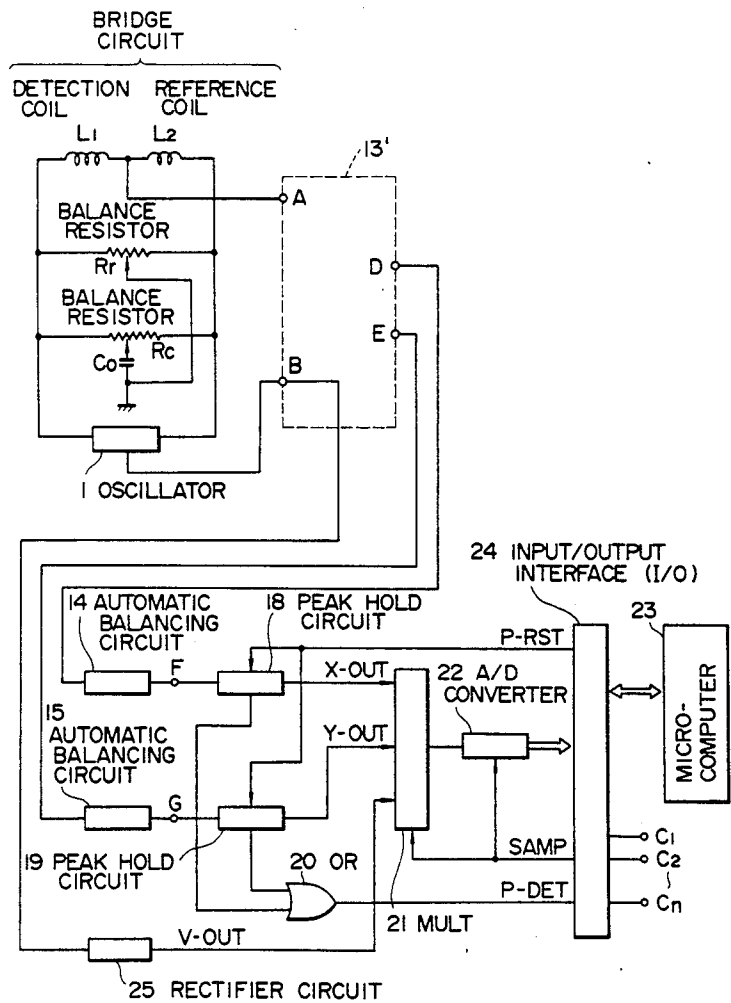 BRIDGE
CIRCUIT
DETECTION
COIL
REFERENCE
COIL
L1
L2
13'
A
BALANCE
RESISTOR
Rr
D
BALANCE
RESISTOR
Rc
Co
E
B
1 OSCILLATOR
24 INPUT/OUTPUT
INTERFACE (I/O)
14 AUTOMATIC
BALANCING
CIRCUIT
18 PEAK HOLD
CIRCUIT
23
P-RST
F
X-OUT
22 A/D
CONVERTER
MICRO-
COMPUTER
15
AUTOMATIC
BALANCING
CIRCUIT
Y-OUT
G
C1
SAMP
C2
19 PEAK HOLD
CIRCUIT
20 OR
P-DET
Cn
21 MULT
V-OUT
25 RECTIFIER CIRCUIT